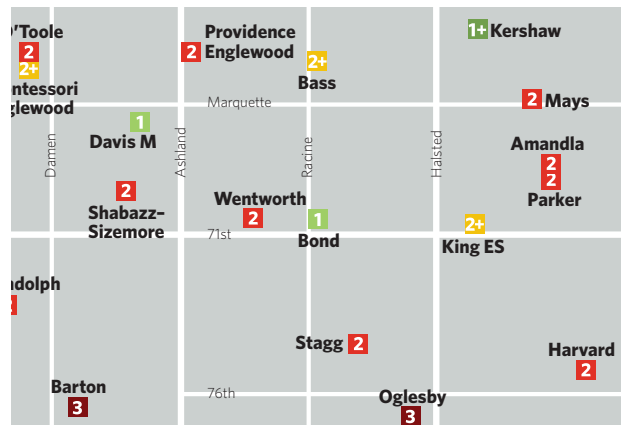 ’Toole
2
2+
ntessori
glewood
Providence
Englewood
2
2+
Bass
1+
Kershaw
Marquette
2
Mays
1
Davis M
Damen
Ashland
Racine
Halsted
Amandla
2
2
Parker
2
Shabazz–
Sizemore
Wentworth
2
1
Bond
2+
King ES
71st
ndolph
Stagg
2
Harvard
2
Barton
3
76th
Oglesby
3